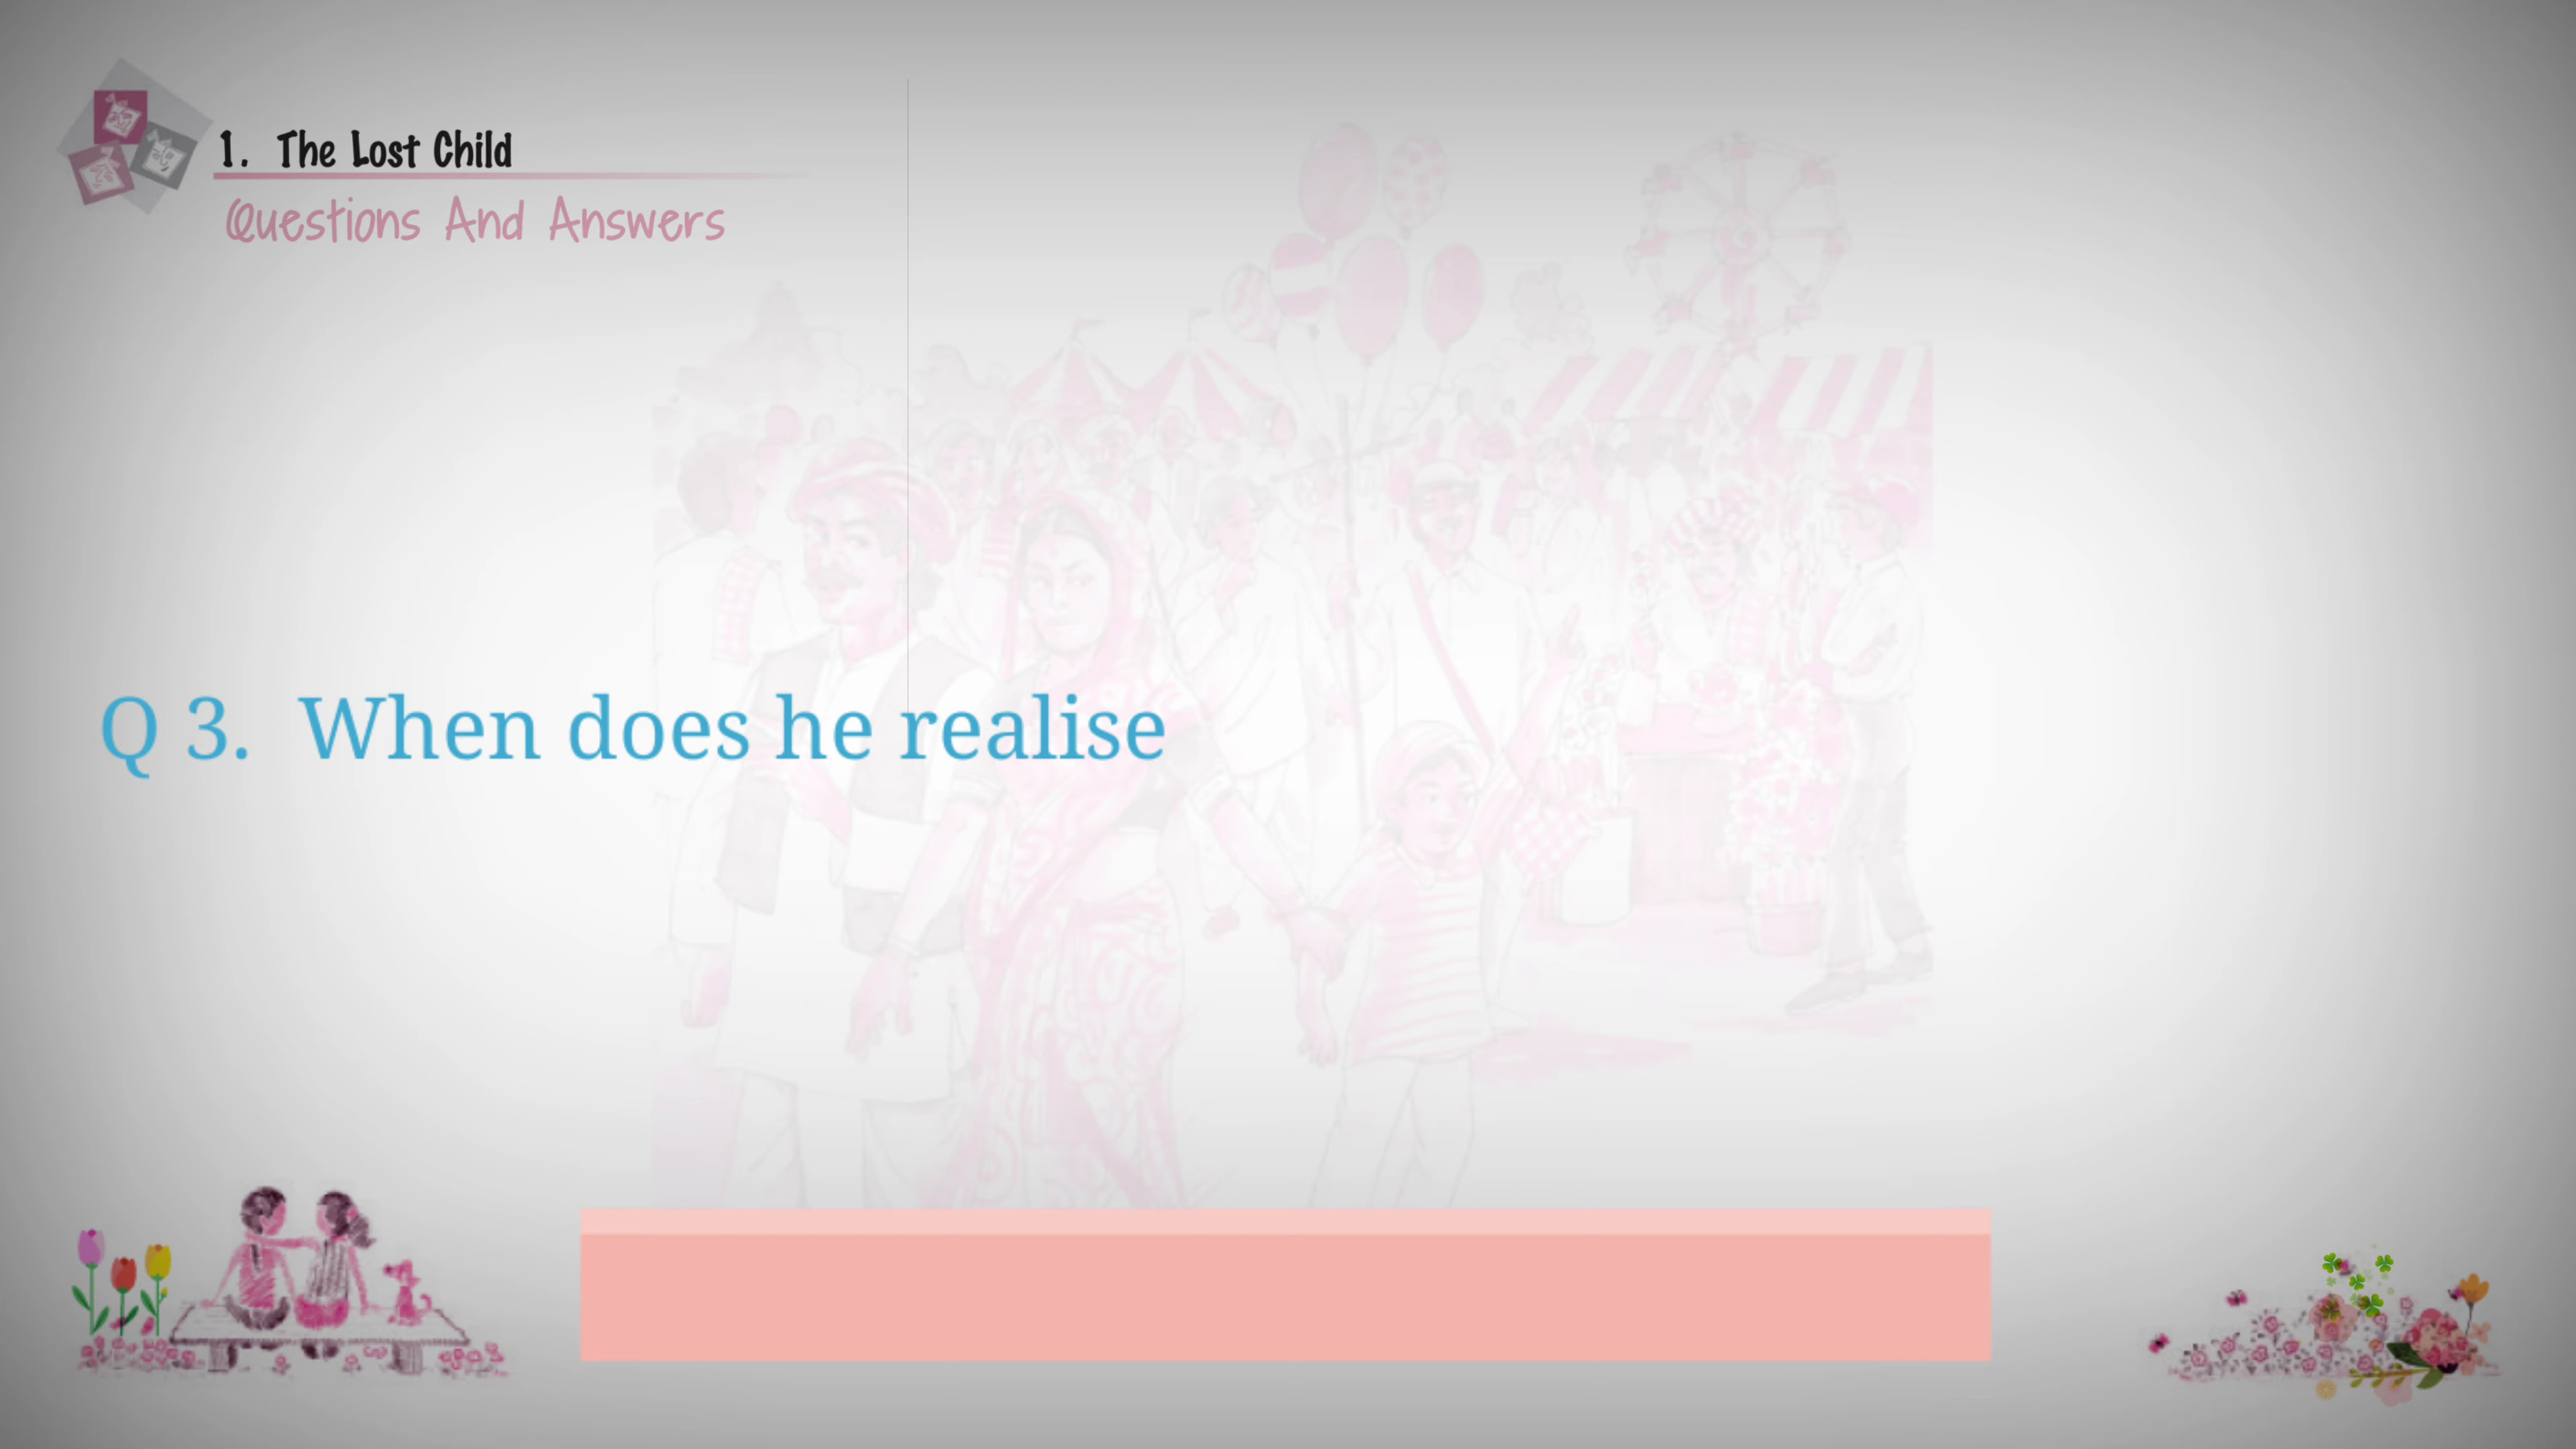 1. The Lost Child
Questions And Answers
Q 3. When does he realise